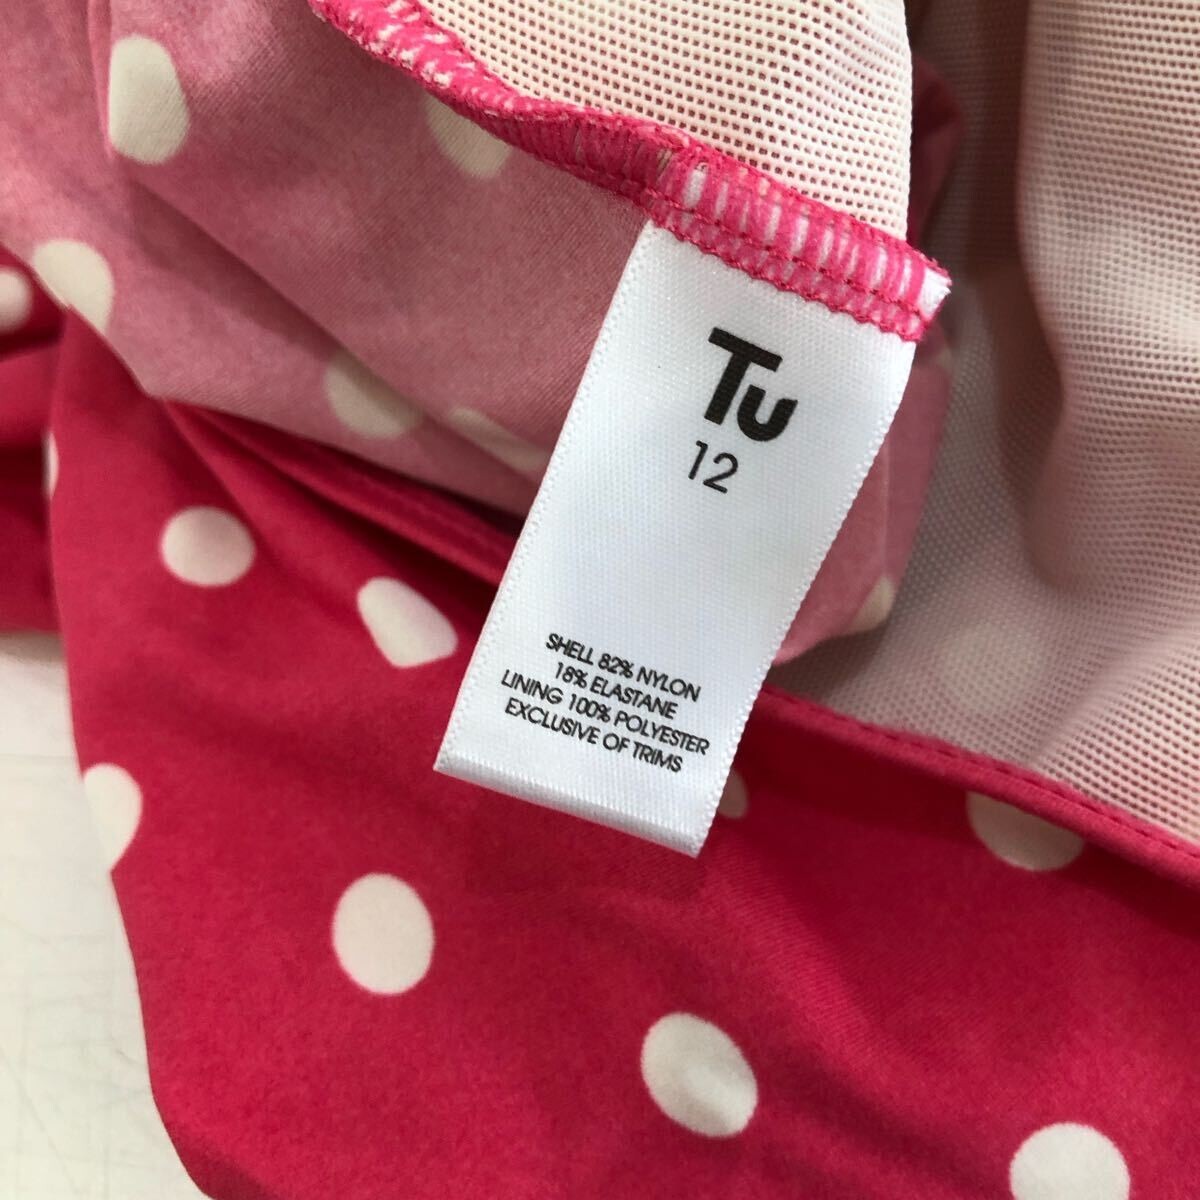 Tu
12
SHELL 82% NYLON
18% ELASTANE
LINING 100% POLYESTER
EXCLUSIVE OF TRIMS